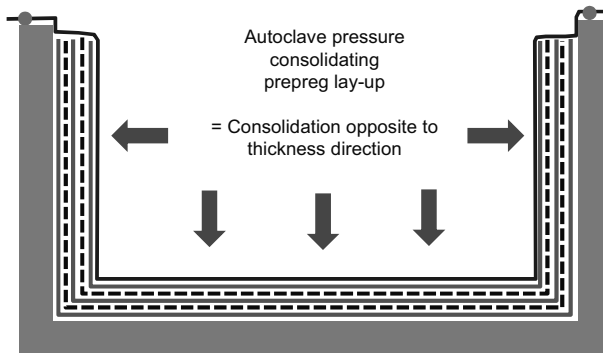 Autoclave pressure
consolidating
prepreg lay-up
= Consolidation opposite to
thickness direction